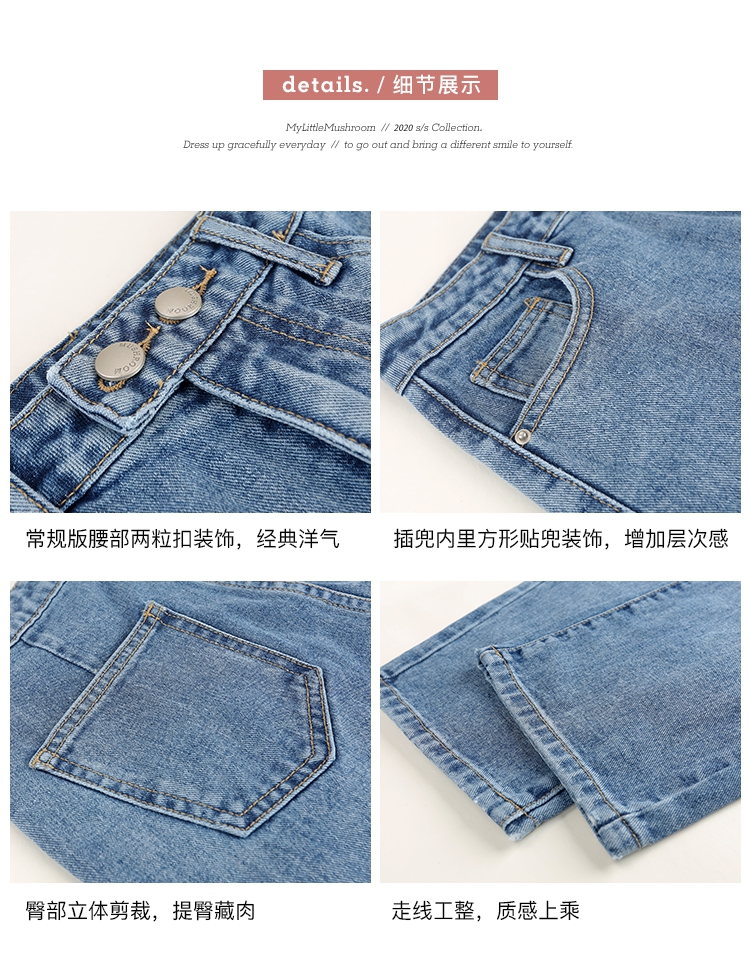 details. / 细节展示
MyLittleMushroom // 2020 s/s Collection.
Dress up gracefully everyday // to go out and bring a different smile to yourself.
常规版腰部两粒扣装饰，经典洋气
插兜内里方形贴兜装饰，增加层次感
臀部立体剪裁，提臀藏肉
走线工整，质感上乘